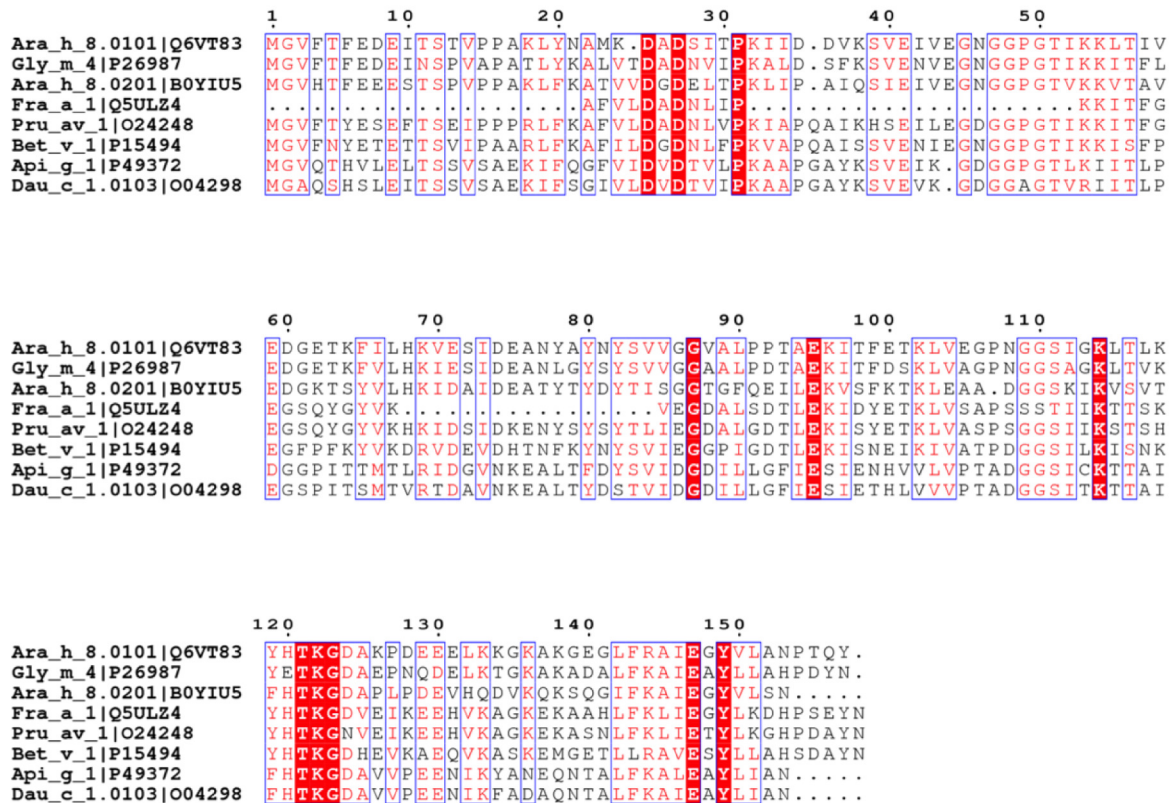 1 10 20 30 40 50
Ara_h_8.0101|Q6VT83 MGVFTFEDEITSTVPPAKLYNAMK.DADSITPKIID.DVKSVEIVEGNGGPGTIKKLTIV
Gly_m_4|P26987 MGVFTFEDEINSPVAPATLYKALVTDADNVIPKALD.SFKSVENVEGNGGPGTIKKITFL
Ara_h_8.0201|B0YIU5 MGVHTFEEESTSPVPPAKLFKATVVDGDELTPKLIP.AIQSIEIVEGNGGPGTVKKVTAV
Fra_a_1|Q5ULZ4 .....................AFVLDADNLIP......................KKITFG
Pru_av_1|O24248 MGVFTYESEFTSEIPPPRLFKAFVLDADNLVPKIAPQAIKHSEILEGDGGPGTIKKITFG
Bet_v_1|P15494 MGVFNYETETTSVIPAARLFKAFILDGDNLFPKVAPQAISSVENIEGNGGPGTIKKISFP
Api_g_1|P49372 MGVQTHVLELTSSVSAEKIFQGFVIDVDTVLPKAAPGAYKSVEIK.GDGGPGTLKIITLP
Dau_c_1.0103|O04298 MGAQSHSLEITSSVSAEKIFSGIVLDVDTVIPKAAPGAYKSVEVK.GDGGAGTVRIITLP
60 70 80 90 100 110
Ara_h_8.0101|Q6VT83 EDGETKFILHKVESIDEANYAYNYSVVGGVALPPTAEKITFETKLVEGPNGGSIGKLTLK
Gly_m_4|P26987 EDGETKFVLHKIESIDEANLGYSYSVVGGAALPDTAEKITFDSKLVAGPNGGSAGKLTVK
Ara_h_8.0201|B0YIU5 EDGKTSYVLHKIDAIDEATYTYDYTISGGTGFQEILEKVSFKTKLEAA.DGGSKIKVSVT
Fra_a_1|Q5ULZ4 EGSQYGYVK.................VEGDALSDTLEKIDYETKLVSAPSSSTIIKTTSK
Pru_av_1|O24248 EGSQYGYVKHKIDSIDKENYSYSYTLIEGDALGDTLEKISYETKLVASPSGGSIIKSTSH
Bet_v_1|P15494 EGFPFKYVKDRVDEVDHTNFKYNYSVIEGGPIGDTLEKISNEIKIVATPDGGSILKISNK
Api_g_1|P49372 DGGPITTMTLRIDGVNKEALTFDYSVIDGDILLGFIESIENHVVLVPTADGGSICKTTAI
Dau_c_1.0103|O04298 EGSPITSMTVRTDAVNKEALTYDSTVIDGDILLGFIESIETHLVVVPTADGGSITKTTAI
120 130 140 150
Ara_h_8.0101|Q6VT83 YHTKGDAKPDEEELKKGKAKGEGLFRAIEGYVLANPTQY.
Gly_m_4|P26987 YETKGDAEPNQDELKTGKAKADALFKAIEAYLLAHPDYN.
Ara_h_8.0201|B0YIU5 FHTKGDAPLPDEVHQDVKQKSQGIFKAIEGYVLSN.....
Fra_a_1|Q5ULZ4 YHTKGDVEIKEEHVKAGKEKAAHLFKLIEGYLKDHPSEYN
Pru_av_1|O24248 YHTKGNVEIKEEHVKAGKEKASNLFKLIETYLKGHPDAYN
Bet_v_1|P15494 YHTKGDHEVKAEQVKASKEMGETLLRAVESYLLAHSDAYN
Api_g_1|P49372 FHTKGDAVVPEENIKYANEQNTALFKALEAYLIAN.....
Dau_c_1.0103|O04298 FHTKGDAVVPEENIKFADAQNTALFKAIEAYLIAN.....